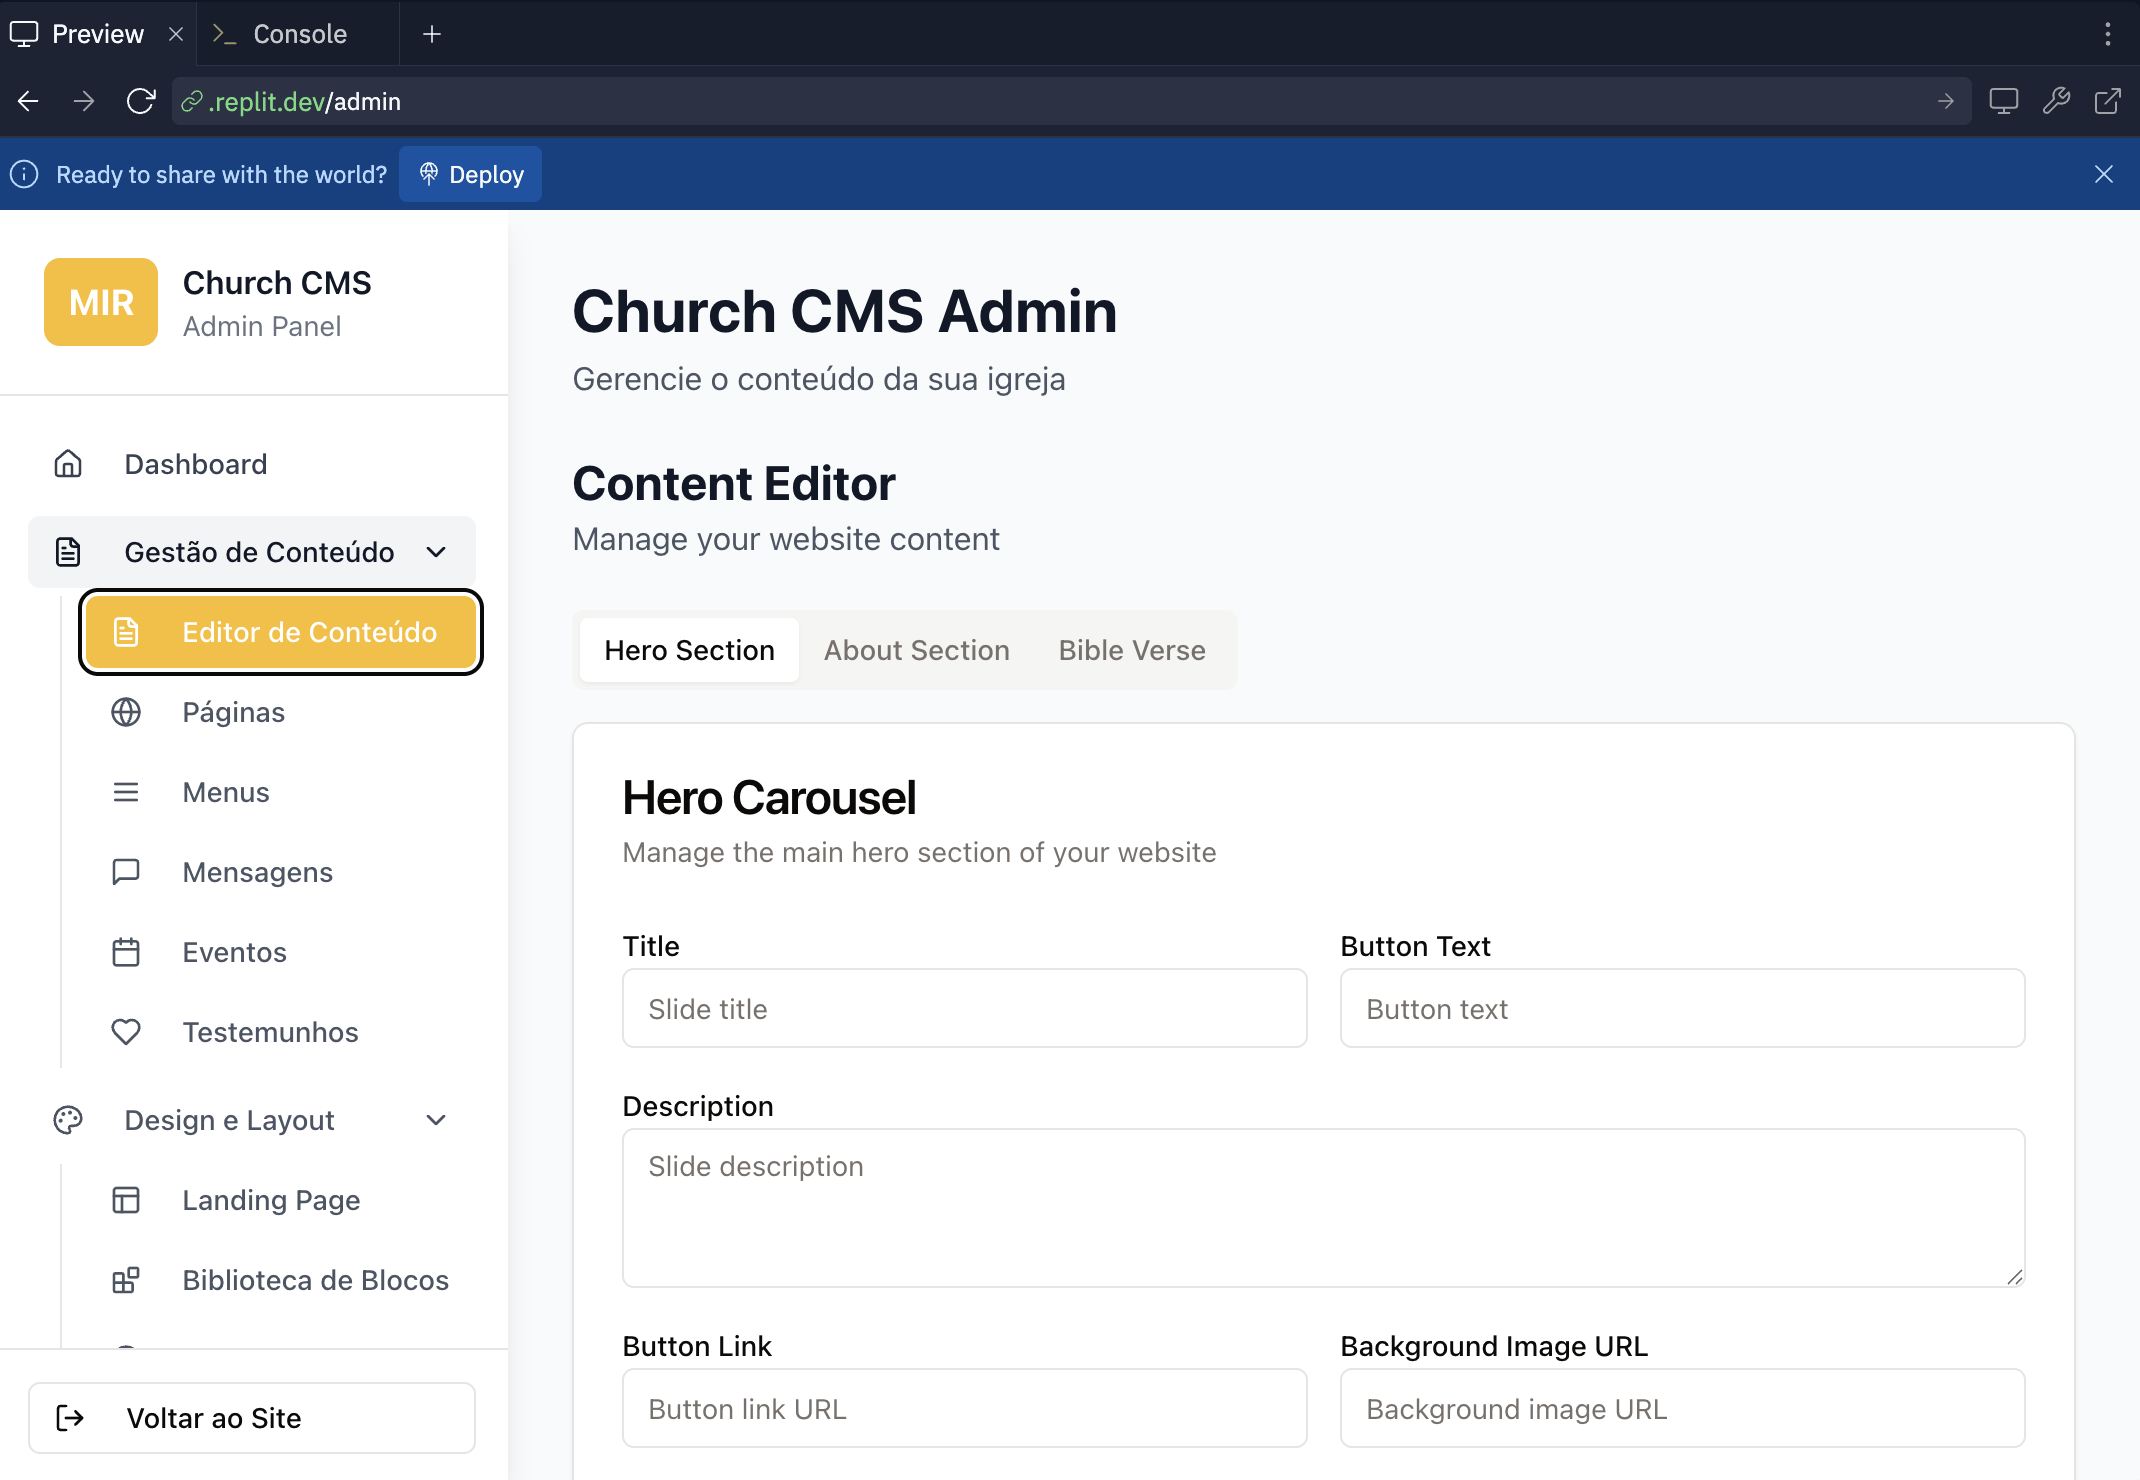 Preview
Console
.replit.dev/admin
Ready to share with the world?
Deploy
MIR
Church CMS
Admin Panel
Dashboard
Gestão de Conteúdo
Editor de Conteúdo
Páginas
Menus
Mensagens
Eventos
Testemunhos
Design e Layout
Landing Page
Biblioteca de Blocos
Voltar ao Site
Church CMS Admin
Gerencie o conteúdo da sua igreja
Content Editor
Manage your website content
Hero Section
About Section
Bible Verse
Hero Carousel
Manage the main hero section of your website
Title
Slide title
Button Text
Button text
Description
Slide description
Button Link
Button link URL
Background Image URL
Background image URL